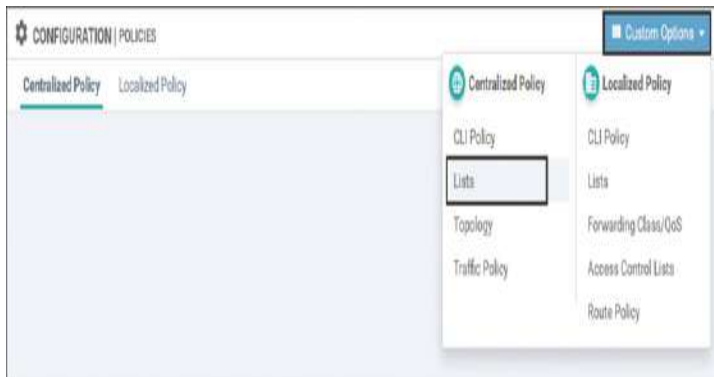 CONFIGURATION | POLICIES
Custom Options
Centralized Policy Localized Policy
Centralized Policy
CLI Policy
Lists
Topology
Traffic Policy
Localized Policy
CLI Policy
Lists
Forwarding Class/QoS
Access Control Lists
Route Policy